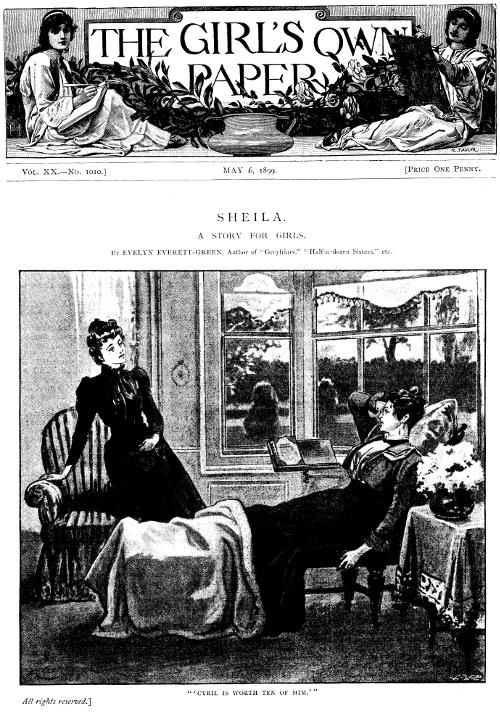 THE GIRL'S OWN
PAPER
R. TAYLOR
VOL. XX.—No. 1010.] MAY 6, 1899. [PRICE ONE PENNY.
SHEILA.
A STORY FOR GIRLS.
By EVELYN EVERETT-GREEN, Author of "Greyfriars," "Half-a-dozen Sisters," etc.
"'CYRIL IS WORTH TEN OF HIM.'"
All rights reserved.]